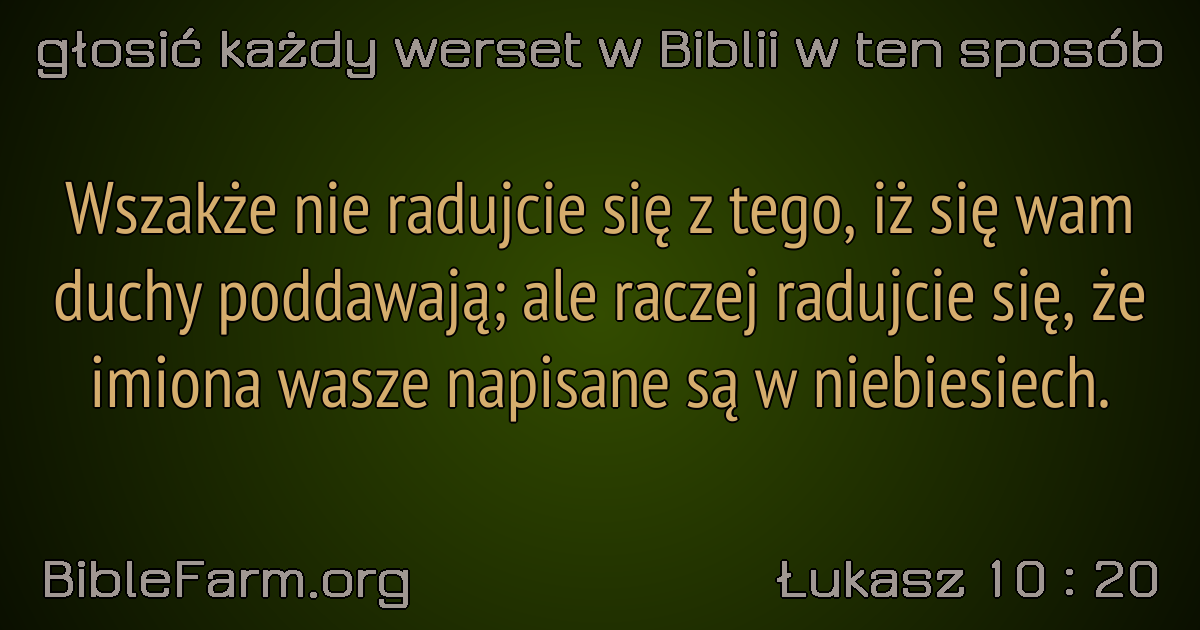 głosić każdy werset w Biblii w ten sposób
Wszakże nie radujcie się z tego, iż się wam
duchy poddawają; ale raczej radujcie się, że
imiona wasze napisane są w niebiesiech.
BibleFarm.org
Łukasz 10 : 20